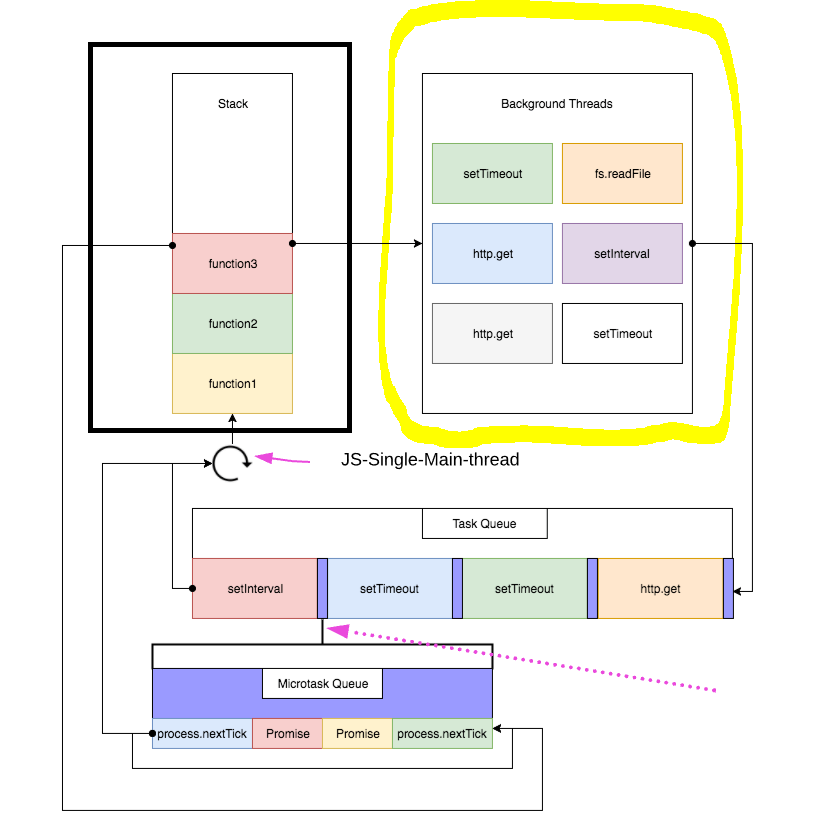 Stack
Background Threads
setTimeout
fs.readFile
function3
http.get
setInterval
function2
http.get
setTimeout
function1
JS-Single-Main-thread
Task Queue
setInterval
setTimeout
setTimeout
http.get
Microtask Queue
process.nextTick
Promise
Promise
process.nextTick